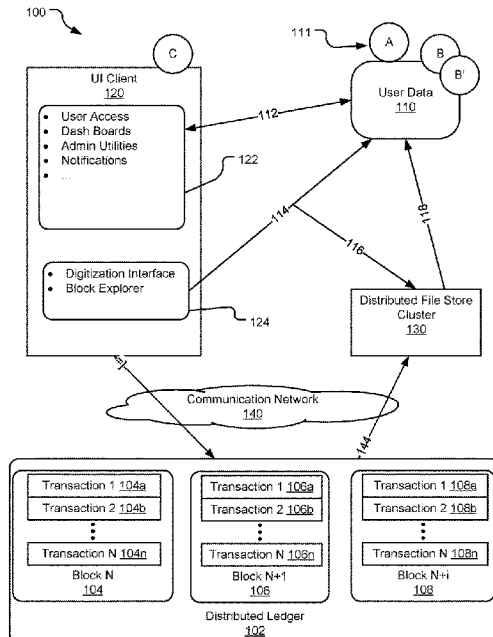 100
C
111
A
B
B'
UI Client
120
User Data
110
• User Access
• Dash Boards
• Admin Utilities
• Notifications
• ...
112
122
114
118
116
• Digitization Interface
• Block Explorer
124
Distributed File Store
Cluster
130
Communication Network
140
144
Transaction 1 104a
Transaction 2 104b
Transaction N 104n
Block N
104
Transaction 1 106a
Transaction 2 106b
Transaction N 106n
Block N+1
106
Transaction 1 108a
Transaction 2 108b
Transaction N 108n
Block N+i
108
Distributed Ledger
102